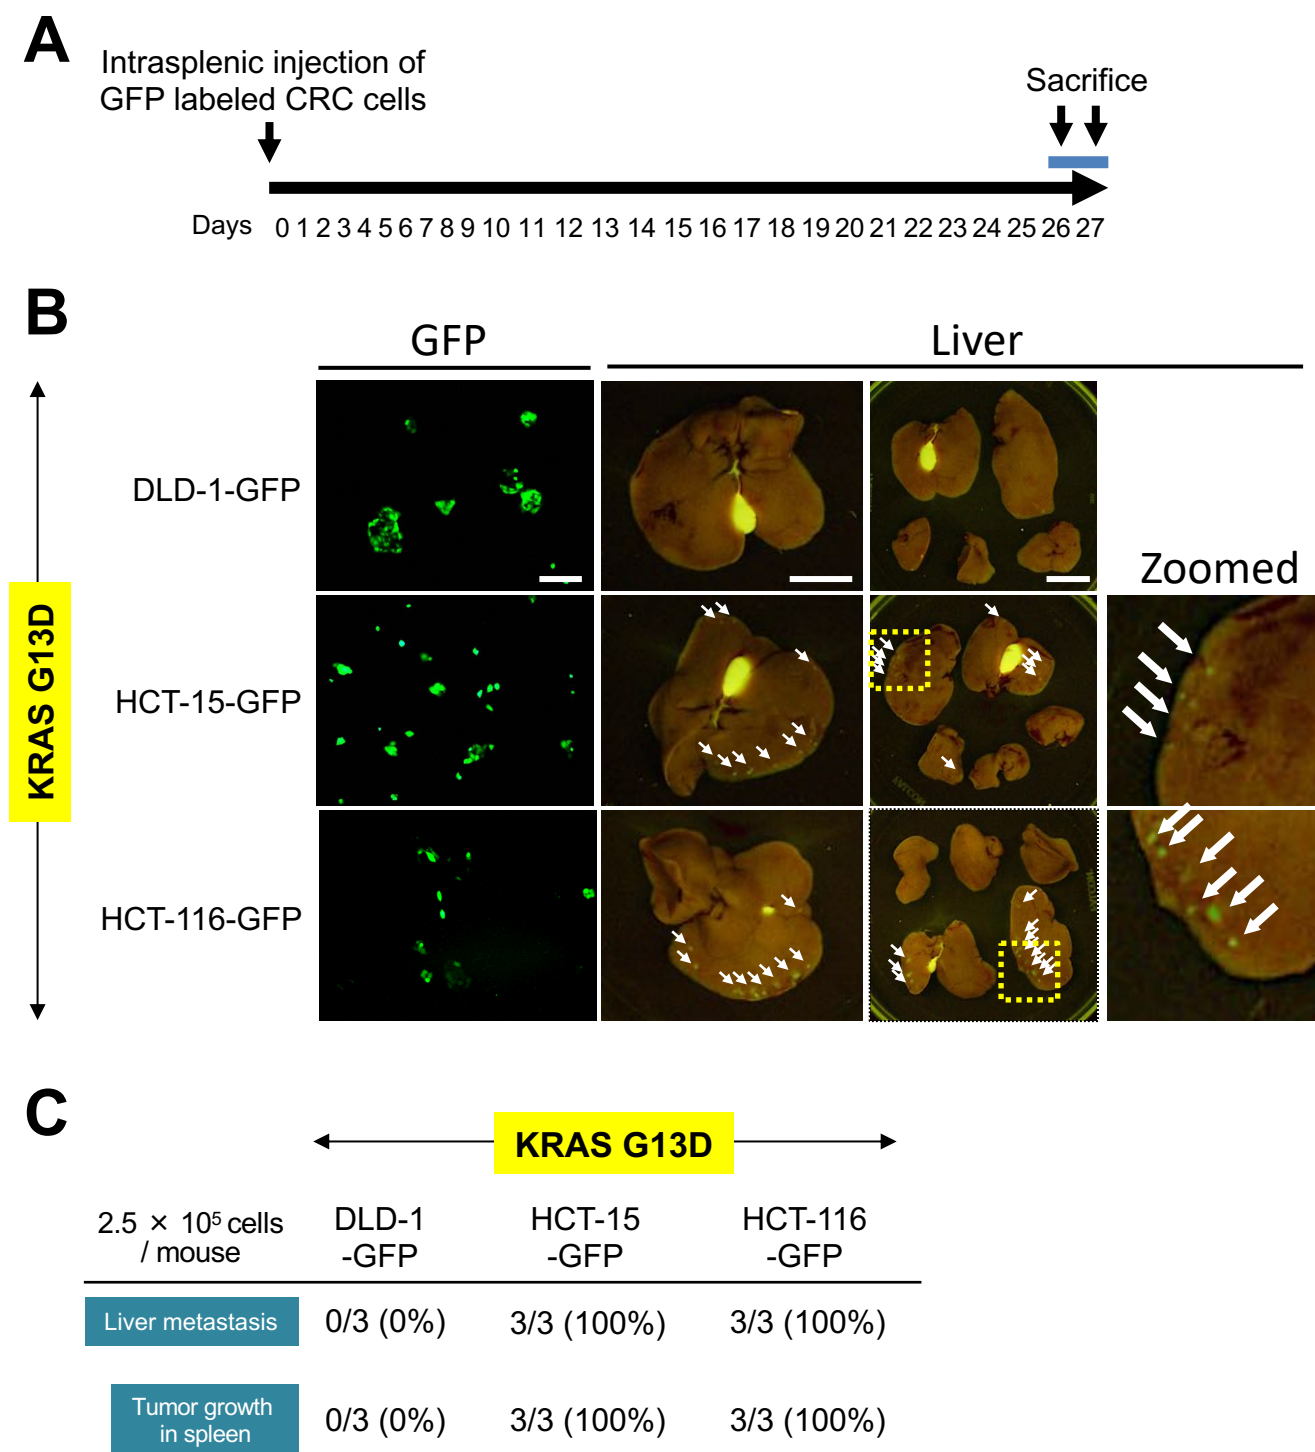 A
Intrasplenic injection of
GFP labeled CRC cells
Sacrifice
Days 0 1 2 3 4 5 6 7 8 9 10 11 12 13 14 15 16 17 18 19 20 21 22 23 24 25 26 27
B
GFP
Liver
DLD-1-GFP
Zoomed
KRAS G13D
HCT-15-GFP
HCT-116-GFP
C
KRAS G13D
2.5 × 10⁵ cells
/ mouse
DLD-1
-GFP
HCT-15
-GFP
HCT-116
-GFP
Liver metastasis 0/3 (0%) 3/3 (100%) 3/3 (100%)
Tumor growth
in spleen
0/3 (0%) 3/3 (100%) 3/3 (100%)